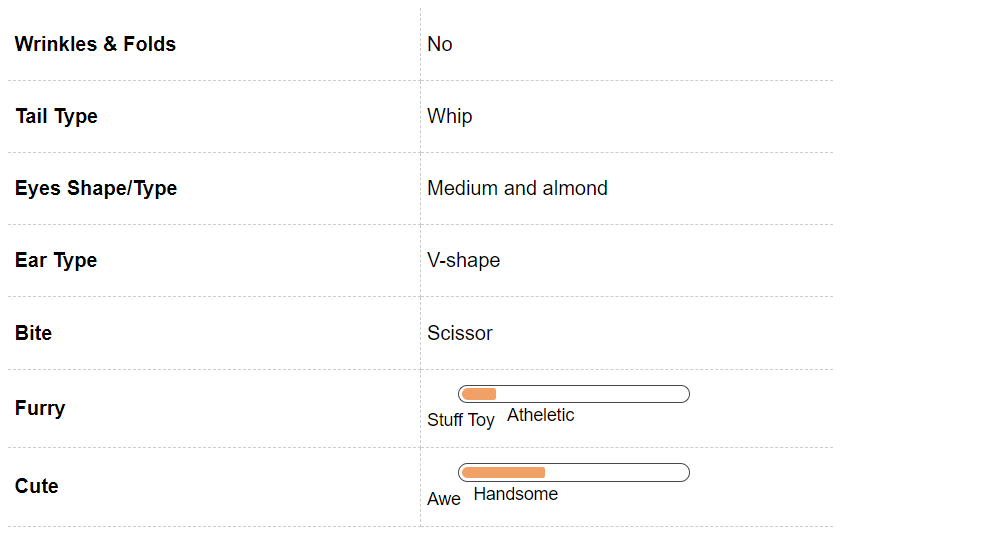 Wrinkles & Folds No
Tail Type Whip
Eyes Shape/Type Medium and almond
Ear Type V-shape
Bite Scissor
Furry Stuff Toy Atheletic
Cute Awe Handsome